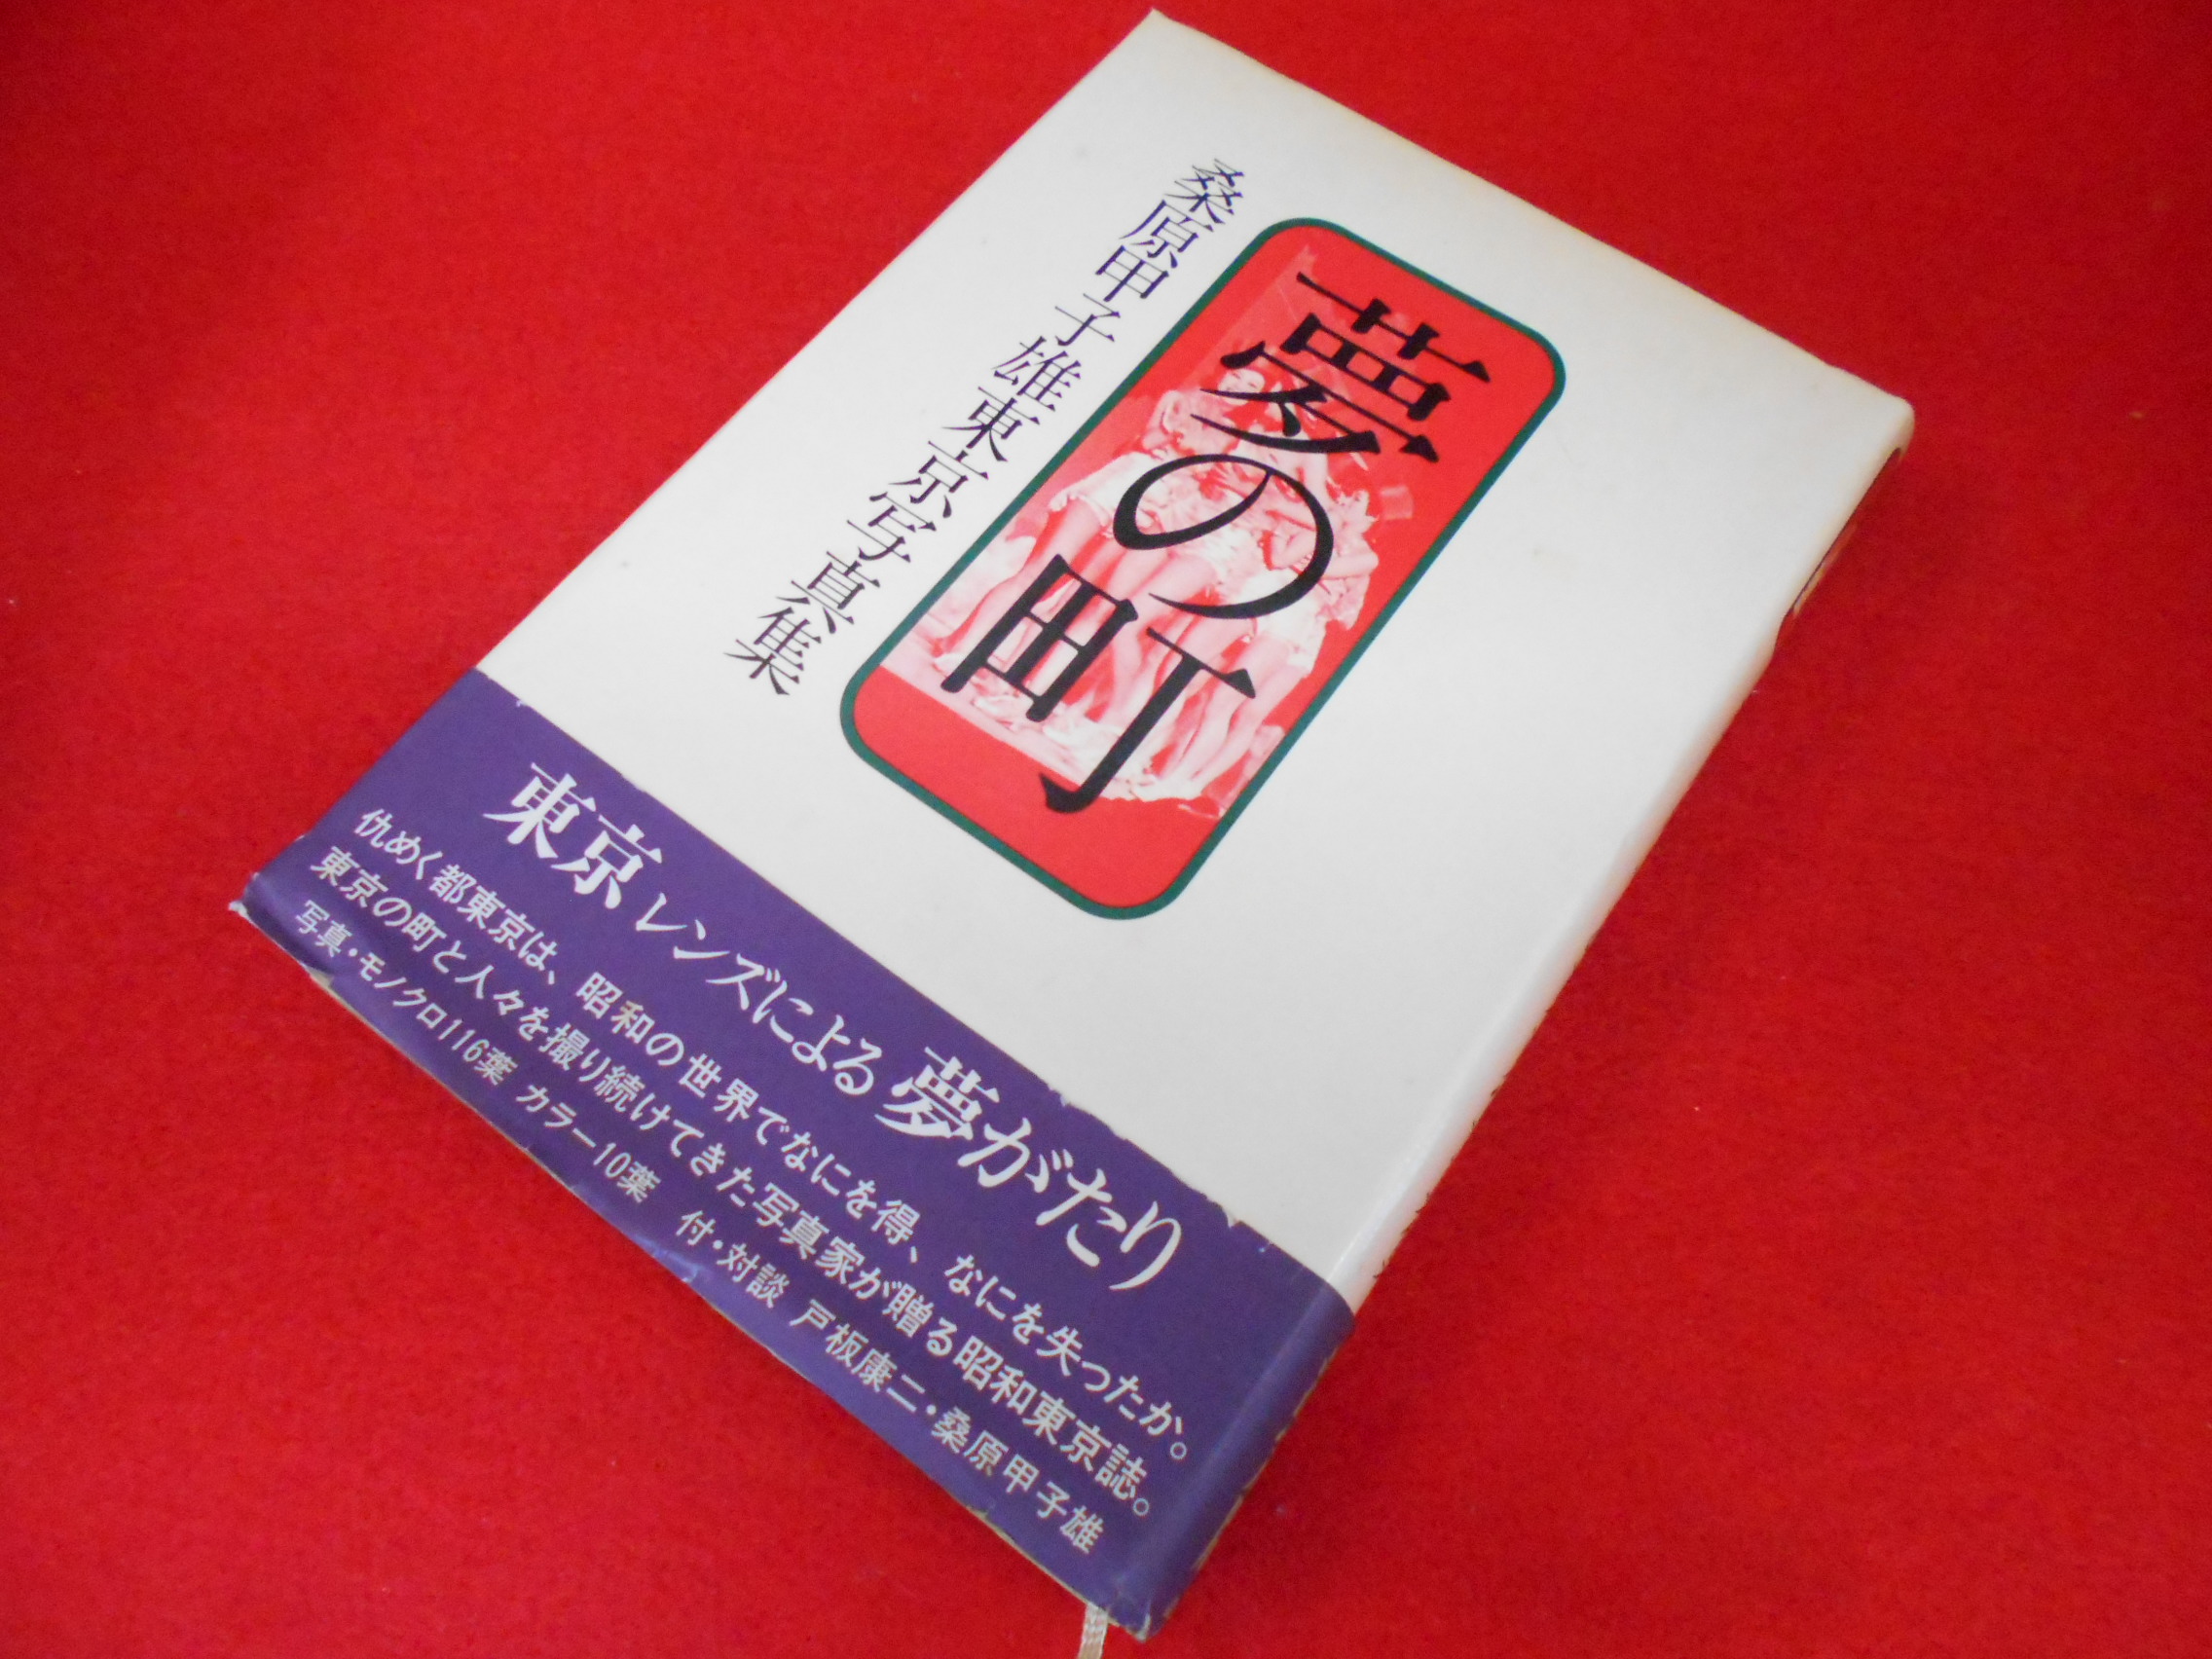 夢の町
桑原甲子雄東京写真集
東京レンズによる夢がたり
仇めく都東京は、昭和の世界でなにを得、なにを失ったか。
東京の町と人々を撮り続けてきた写真家が贈る昭和東京誌。
写真・モノクロ116葉 カラー10葉 付・対談 戸板康二・桑原甲子雄